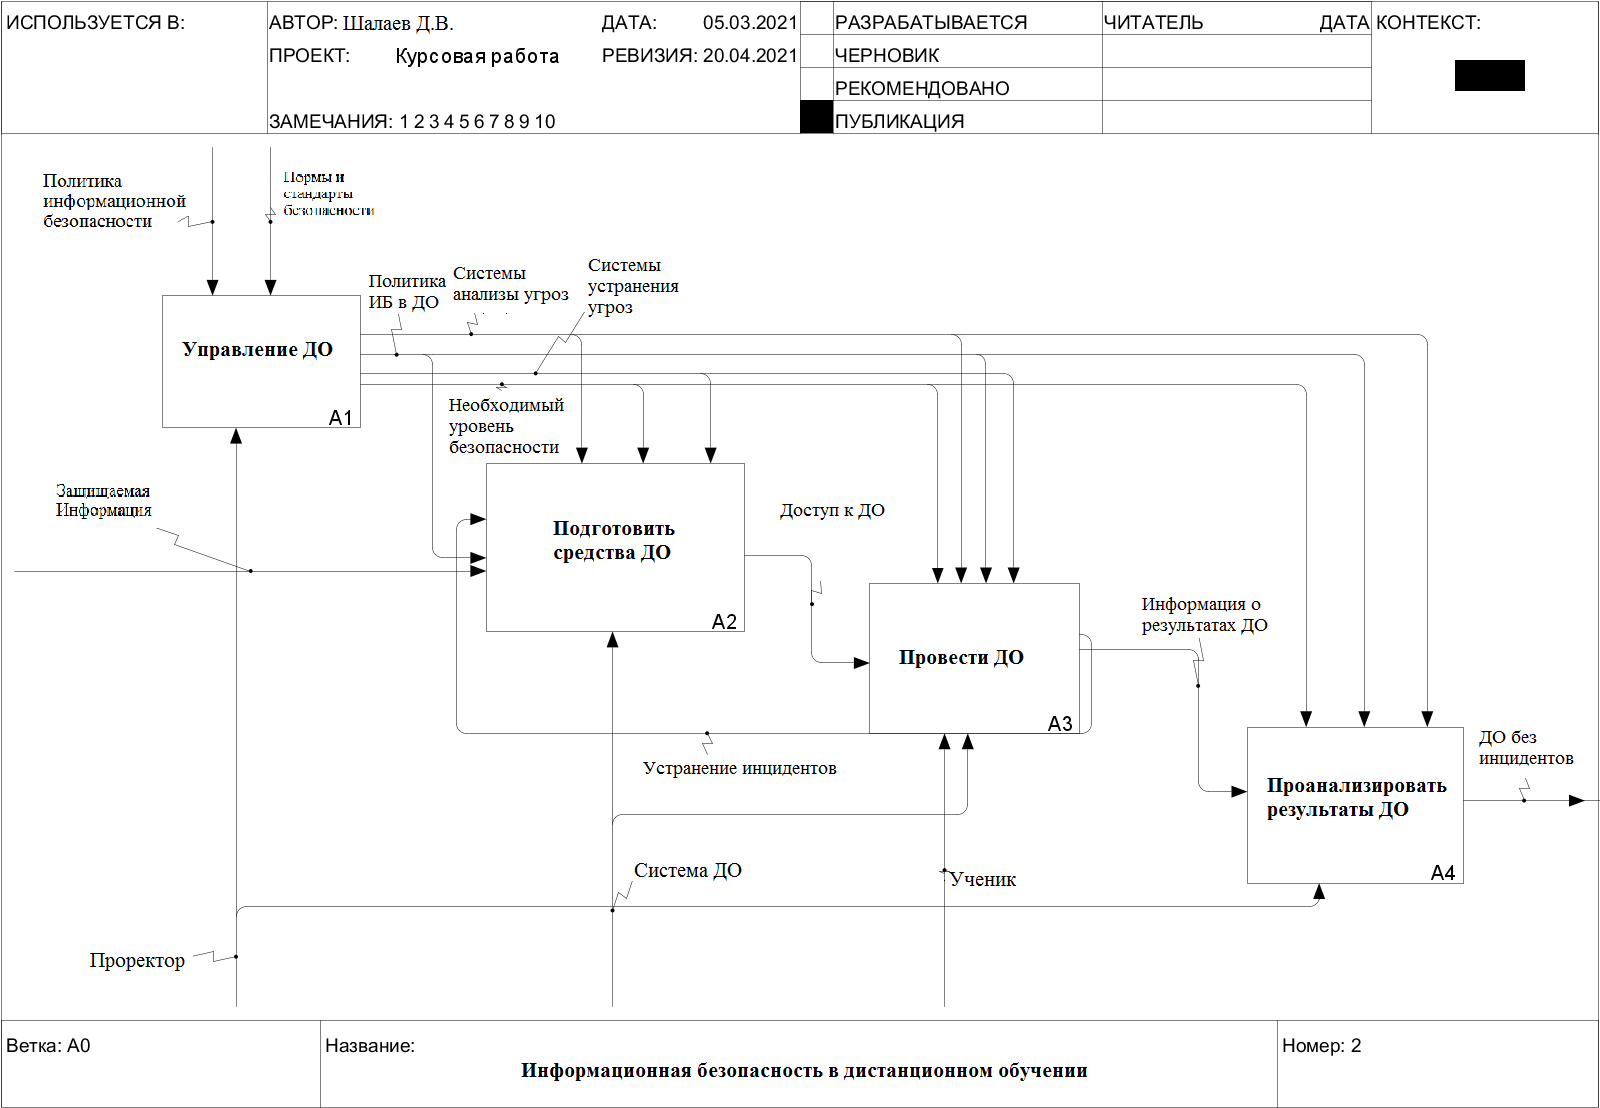 ИСПОЛЬЗУЕТСЯ В:
АВТОР: Шалаев Д.В.
ДАТА: 05.03.2021
ПРОЕКТ: Курсовая работа
РЕВИЗИЯ: 20.04.2021
ЗАМЕЧАНИЯ: 1 2 3 4 5 6 7 8 9 10
РАЗРАБАТЫВАЕТСЯ
ЧЕРНОВИК
РЕКОМЕНДОВАНО
ПУБЛИКАЦИЯ
ЧИТАТЕЛЬ
ДАТА
КОНТЕКСТ:
Политика
информационной
безопасности
Нормы и
стандарты
безопасности
Политика
ИБ в ДО
Системы
анализы угроз
Системы
устранения
угроз
Управление ДО
A1
Необходимый
уровень
безопасности
Защищаемая
Информация
Подготовить
средства ДО
A2
Доступ к ДО
Провести ДО
A3
Информация о
результатах ДО
Устранение инцидентов
Проанализировать
результаты ДО
A4
ДО без
инцидентов
Система ДО
Ученик
Проректор
Ветка: A0
Название:
Информационная безопасность в дистанционном обучении
Номер: 2